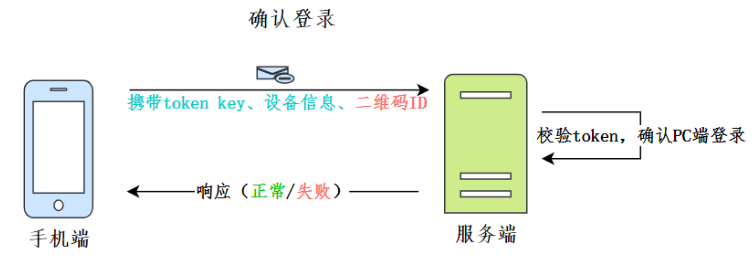 确认登录
携带token key、设备信息、二维码ID
校验token，确认PC端登录
响应（正常/失败）
手机端
服务端